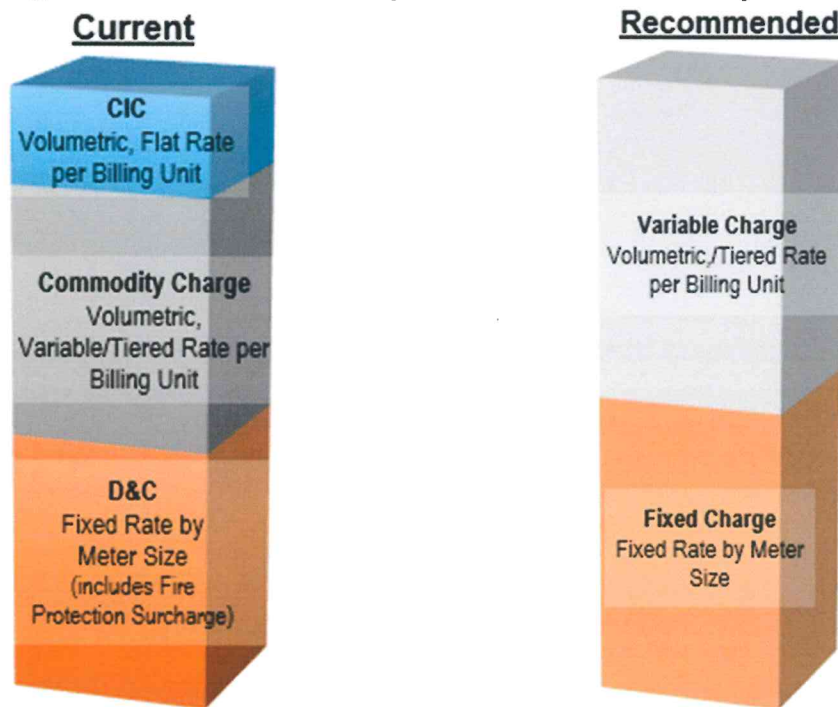 Current
CIC
Volumetric, Flat Rate
per Billing Unit
Commodity Charge
Volumetric,
Variable/Tiered Rate per
Billing Unit
D&C
Fixed Rate by
Meter Size
(includes Fire
Protection Surcharge)
Recommended
Variable Charge
Volumetric,/Tiered Rate
per Billing Unit
Fixed Charge
Fixed Rate by Meter
Size